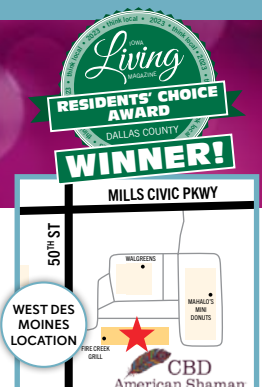 2023 • think local • 2023 • think local • 2023
IOWA
Living
MAGAZINE
RESIDENTS' CHOICE
AWARD
DALLAS COUNTY
WINNER!
MILLS CIVIC PKWY
50TH ST
WALGREENS
MAHALO'S
MINI
DONUTS
WEST DES
MOINES
LOCATION
FIRE CREEK
GRILL
CBD
American Shaman